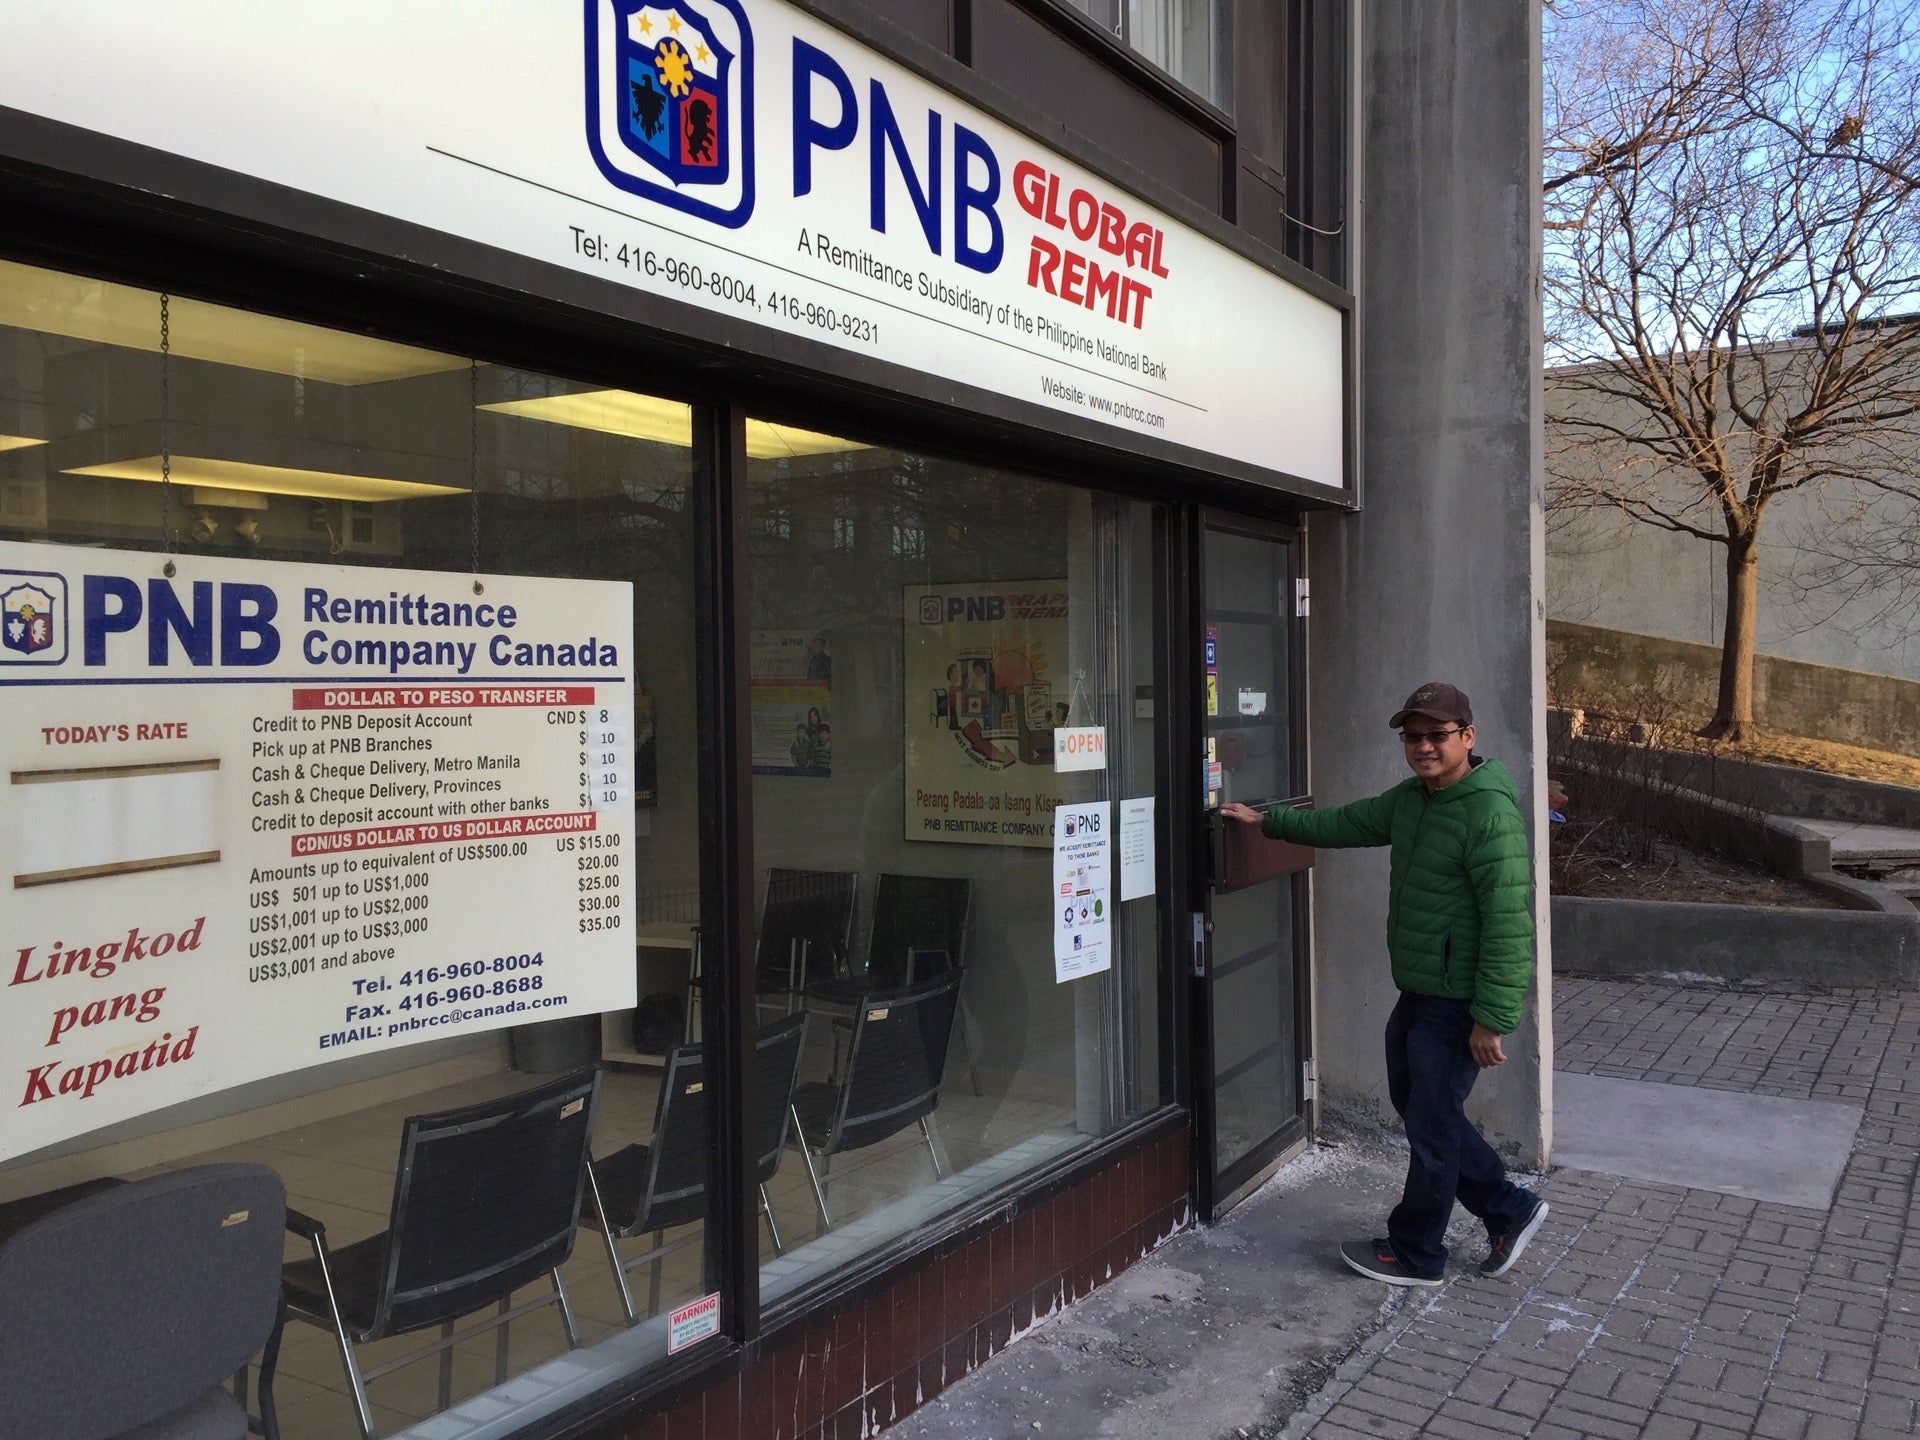 PNB GLOBAL
REMIT
A Remittance Subsidiary of the Philippine National Bank
Tel: 416-960-8004, 416-960-9231
Website: www.pnbrcc.com
PNB Remittance
Company Canada
DOLLAR TO PESO TRANSFER
TODAY'S RATE
Credit to PNB Deposit Account CND $ 8
Pick up at PNB Branches $ 10
Cash & Cheque Delivery, Metro Manila $ 10
Cash & Cheque Delivery, Provinces $ 10
Credit to deposit account with other banks $ 10
CDN/US DOLLAR TO US DOLLAR ACCOUNT
Amounts up to equivalent of US$500.00 US $15.00
US$ 501 up to US$1,000 $20.00
US$1,001 up to US$2,000 $25.00
US$2,001 up to US$3,000 $30.00
US$3,001 and above $35.00
Lingkod
pang
Kapatid
Tel. 416-960-8004
Fax. 416-960-8688
EMAIL: pnbrcc@canada.com
PNB
PNB
Perang Padala sa Isang Kisap
PNB REMITTANCE COMPANY
OPEN
PNB
WE ACCEPT REMITTANCE
TO THESE BANKS
WARNING
PROPERTY PROTECTED
BY ELECTRONIC
SECURITY SYSTEM